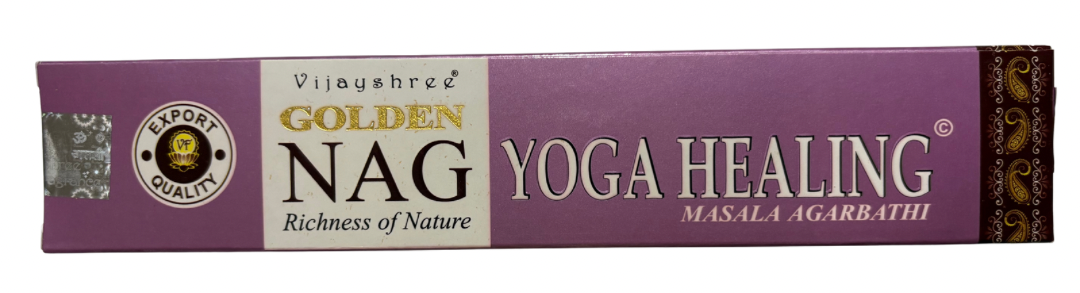 EXPORT
VF
QUALITY
Vijayshree®
GOLDEN
NAG
Richness of Nature
YOGA HEALING©
MASALA AGARBATHI